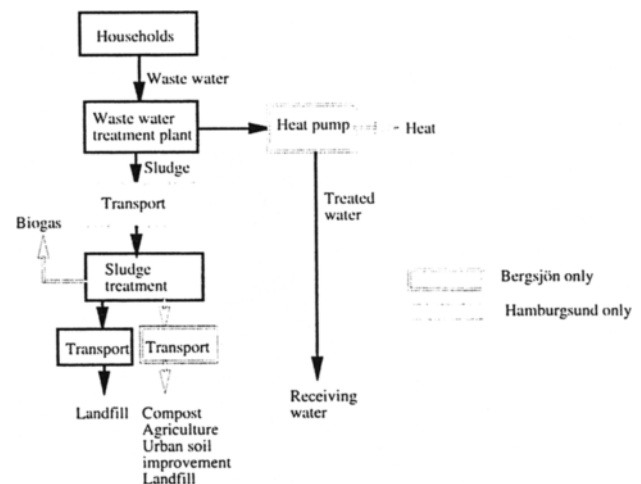 Households
Waste water
Waste water
treatment plant
Heat pump
Heat
Sludge
Transport
Treated
water
Biogas
Sludge
treatment
Bergsjön only
Hamburgsund only
Transport
Transport
Landfill
Compost
Agriculture
Urban soil
improvement
Landfill
Receiving
water